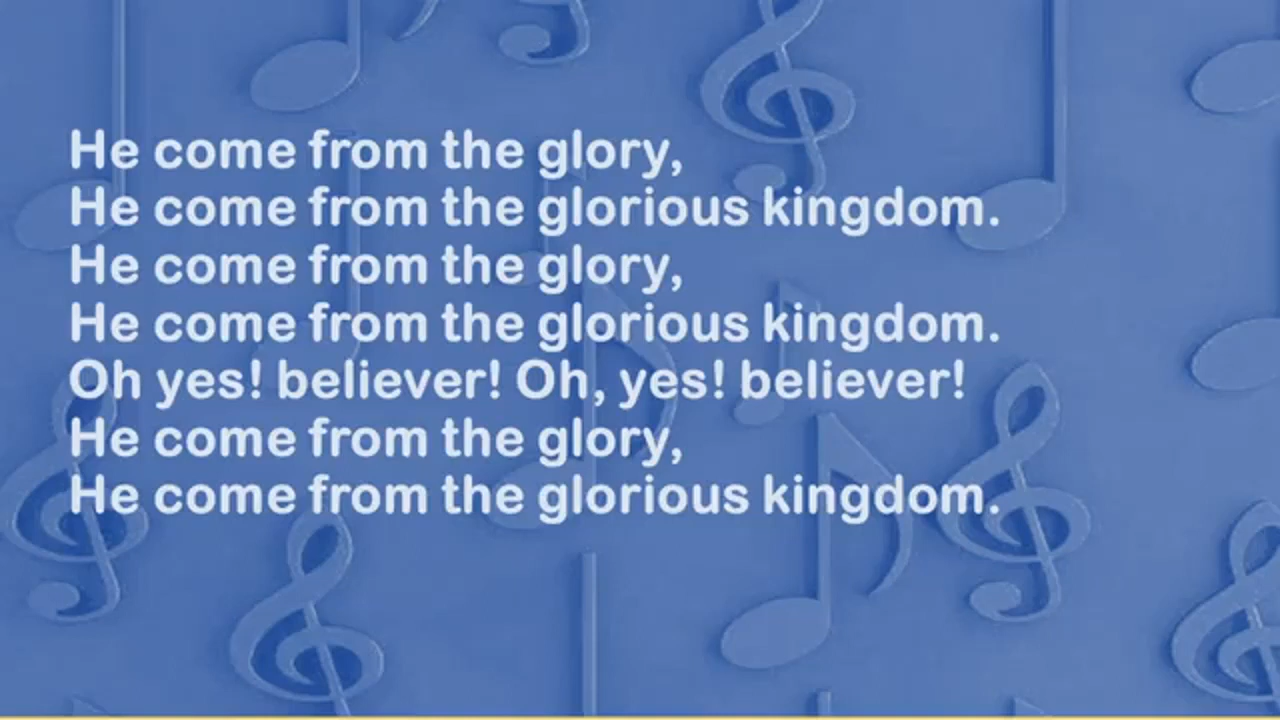 He come from the glory,
He come from the glorious kingdom.
He come from the glory,
He come from the glorious kingdom.
Oh yes! believer! Oh, yes! believer!
He come from the glory,
He come from the glorious kingdom.